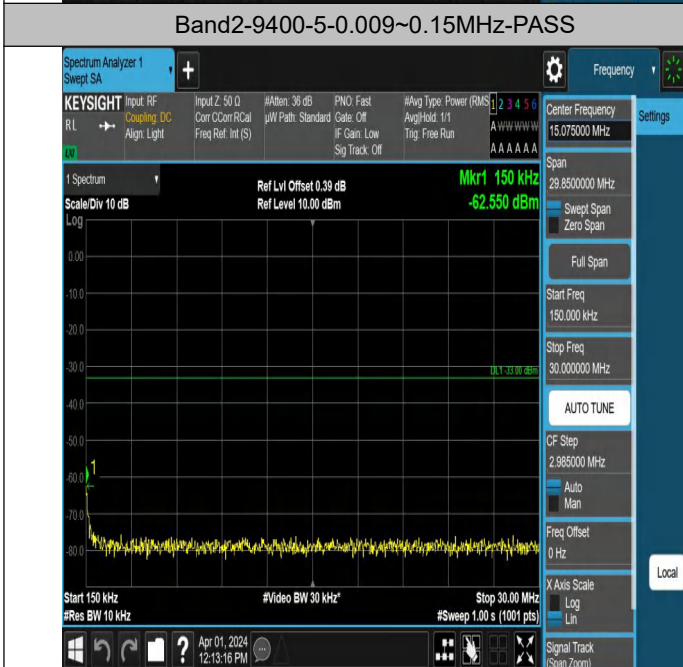 Band2-9400-5-0.009~0.15MHz-PASS
Spectrum Analyzer 1
Swept SA
+
Frequency
KEYSIGHT
RL
Input: RF
Coupling: DC
Align: Light
Input Z: 50 Ω
Corr CCorr RCal
Freq Ref: Int (S)
#Atten: 36 dB
µW Path: Standard
PNO: Fast
Gate: Off
IF Gain: Low
Sig Track: Off
#Avg Type: Power (RMS
Avg|Hold: 1/1
Trig: Free Run
1 2 3 4 5 6
A W W W W W
A A A A A A
1 Spectrum
Scale/Div 10 dB
Ref Lvl Offset 0.39 dB
Ref Level 10.00 dBm
Mkr1 150 kHz
-62.550 dBm
Log
0.00
-10.0
-20.0
-30.0
-40.0
-50.0
-60.0
-70.0
-80.0
DL1 -33.00 dBm
1
Start 150 kHz
#Res BW 10 kHz
#Video BW 30 kHz*
Stop 30.00 MHz
#Sweep 1.00 s (1001 pts)
Apr 01, 2024
12:13:16 PM
Center Frequency
15.075000 MHz
Span
29.8500000 MHz
Swept Span
Zero Span
Full Span
Start Freq
150.000 kHz
Stop Freq
30.000000 MHz
AUTO TUNE
CF Step
2.985000 MHz
Auto
Man
Freq Offset
0 Hz
X Axis Scale
Log
Lin
Signal Track
(Span Zoom)
Settings
Local